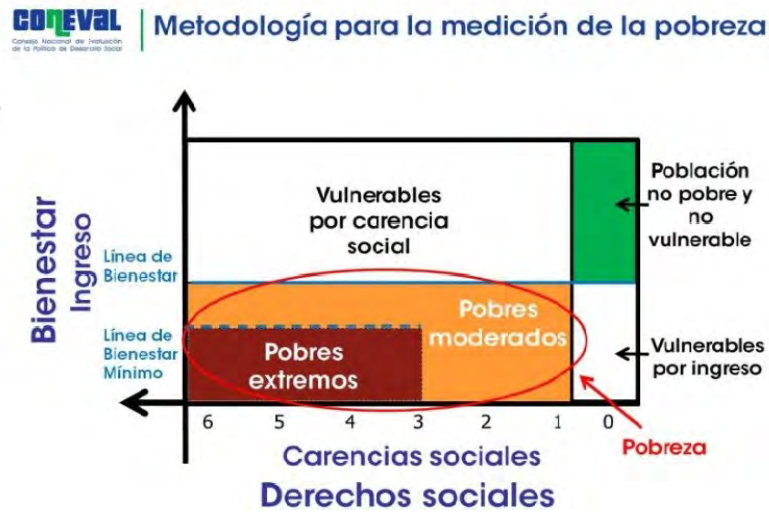 CONEVAL
Consejo Nacional de Evaluación
de la Política de Desarrollo Social
Metodología para la medición de la pobreza
Bienestar
Ingreso
Línea de
Bienestar
Línea de
Bienestar
Mínimo
Vulnerables
por carencia
social
Población
no pobre y
no
vulnerable
Pobres
moderados
Pobres
extremos
Vulnerables
por ingreso
6 5 4 3 2 1 0
Pobreza
Carencias sociales
Derechos sociales